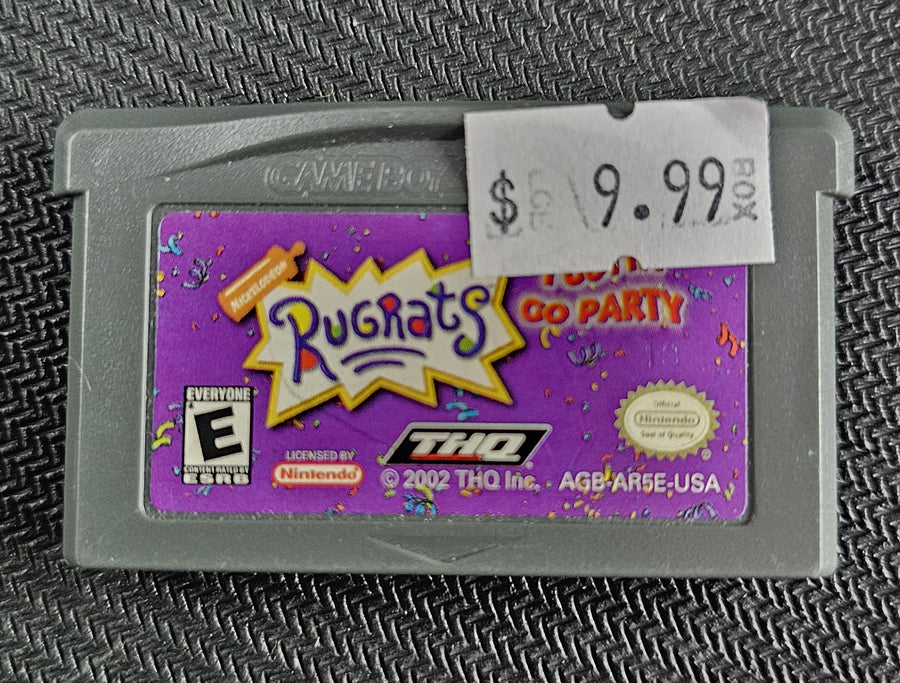 GAME BOY
$ 9.99
BOX
NICKELODEON
RUGRATS
GO PARTY
EVERYONE
E
CONTENT RATED BY
ESRB
LICENSED BY
Nintendo
THQ
© 2002 THQ Inc.
AGB-AR5E-USA
Official
Nintendo
Seal of Quality